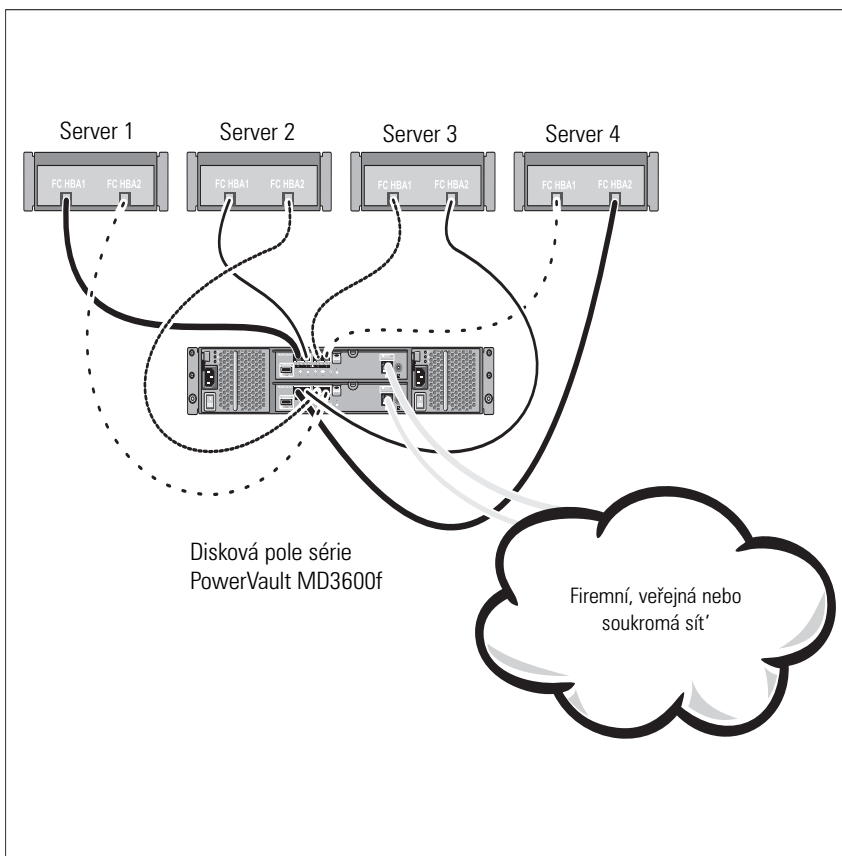 Server 1
Server 2
Server 3
Server 4
FC HBA1
FC HBA2
FC HBA1
FC HBA2
FC HBA1
FC HBA2
FC HBA1
FC HBA2
Disková pole série
PowerVault MD3600f
Firemní, veřejná nebo
soukromá sít’